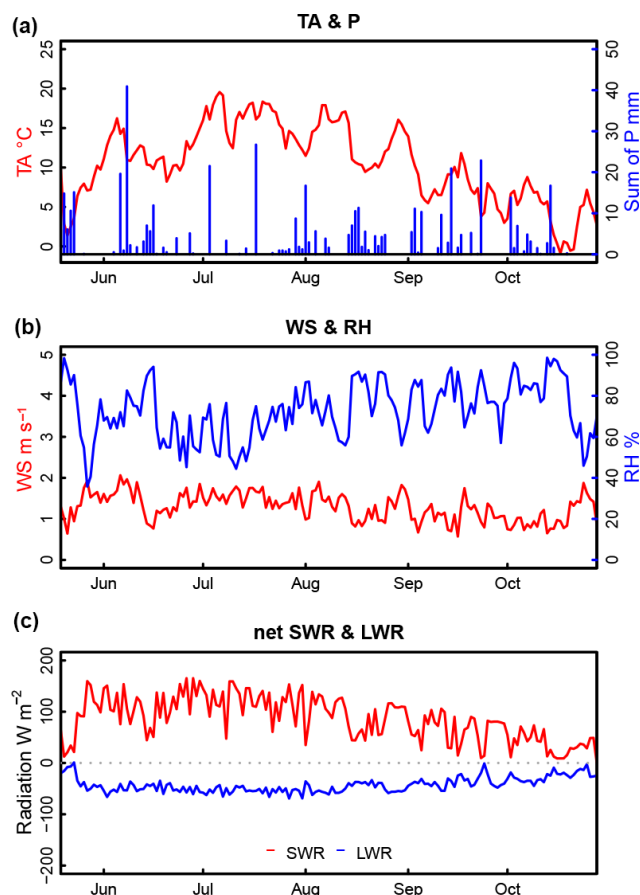 (a)
TA & P
25
20
15
10
5
0
TA °C
50
40
30
20
10
0
Sum of P mm
Jun Jul Aug Sep Oct
(b)
WS & RH
5
4
3
2
1
0
WS m s⁻¹
100
80
60
40
20
0
RH %
Jun Jul Aug Sep Oct
(c)
net SWR & LWR
200
100
0
−100
−200
Radiation W m⁻²
SWR LWR
Jun Jul Aug Sep Oct